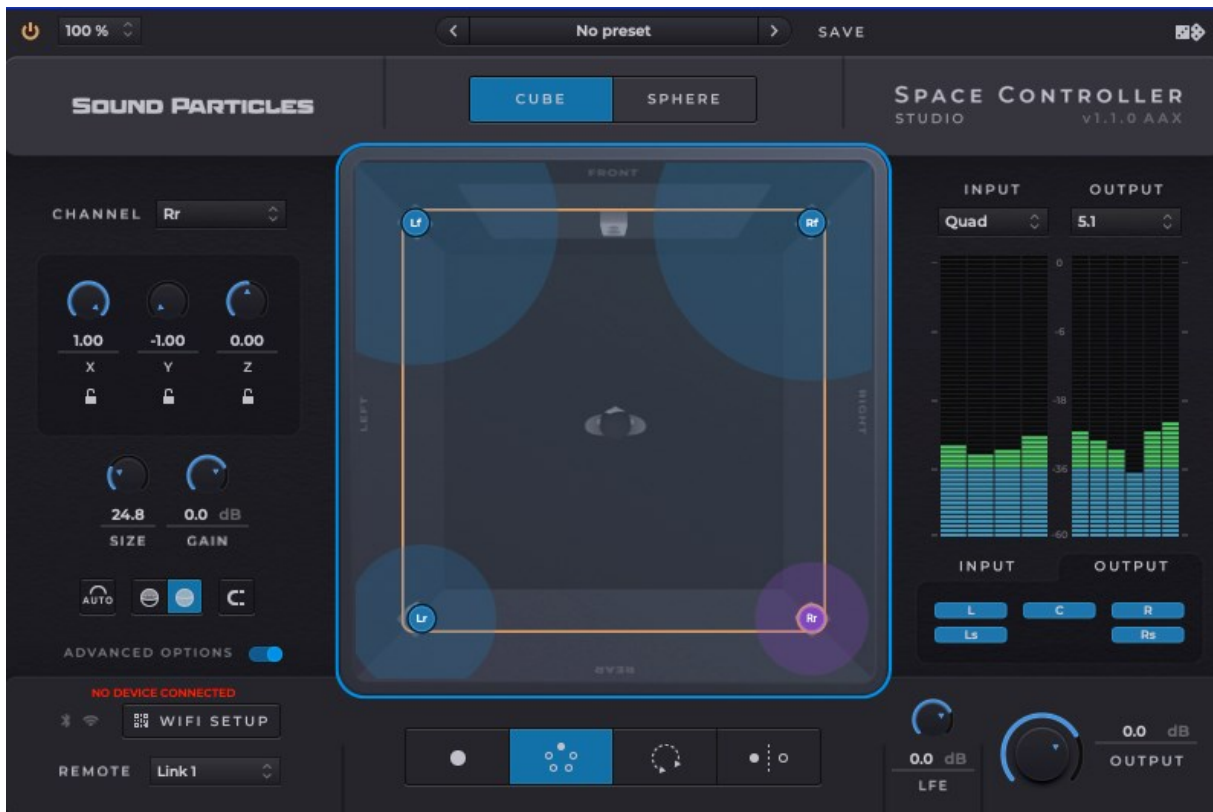 100 %
No preset
SAVE
SOUND PARTICLES
CUBE
SPHERE
SPACE CONTROLLER
STUDIO
v1.1.0 AAX
CHANNEL
Rr
1.00
-1.00
0.00
X
Y
Z
24.8
0.0 dB
SIZE
GAIN
AUTO
ADVANCED OPTIONS
FRONT
Lf
Rf
LEFT
RIGHT
Lr
Rr
REAR
INPUT
OUTPUT
Quad
5.1
0
-6
-18
-36
-60
INPUT
OUTPUT
L
C
R
Ls
Rs
NO DEVICE CONNECTED
WIFI SETUP
REMOTE
Link 1
0.0 dB
LFE
0.0 dB
OUTPUT